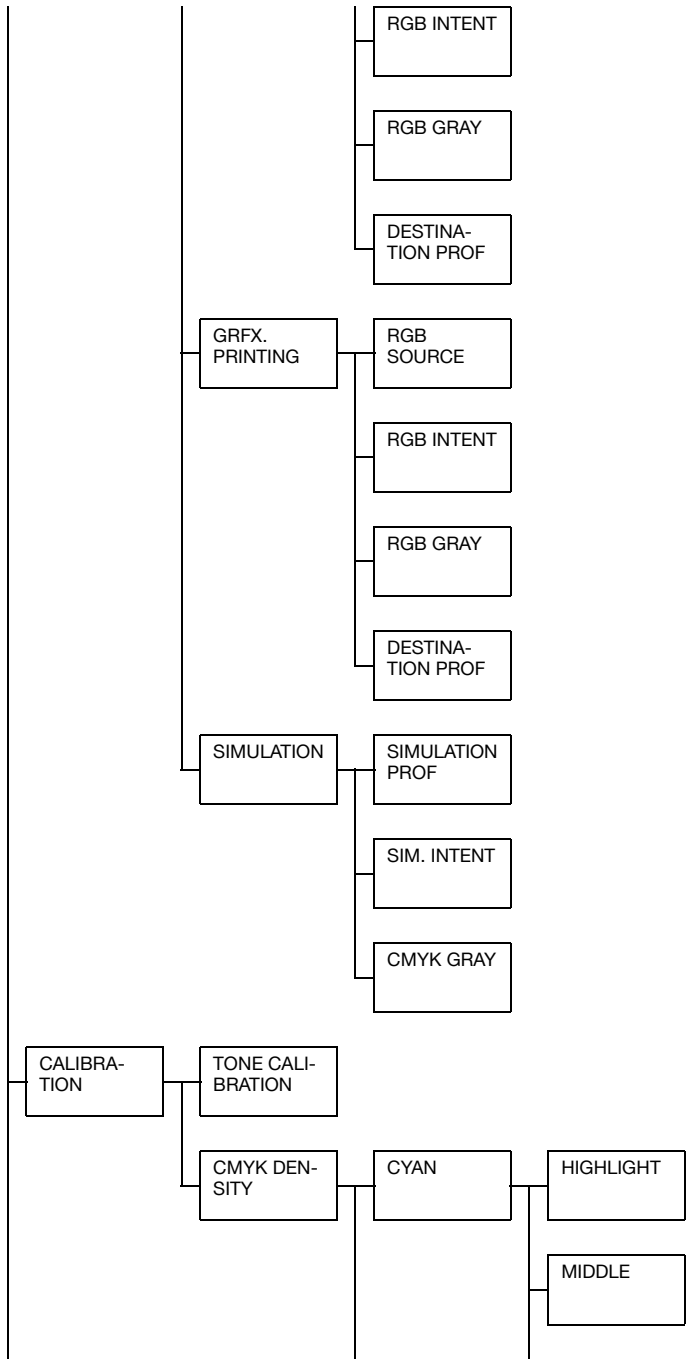 RGB INTENT
RGB GRAY
DESTINA-
TION PROF
GRFX.
PRINTING
RGB
SOURCE
RGB INTENT
RGB GRAY
DESTINA-
TION PROF
SIMULATION
SIMULATION
PROF
SIM. INTENT
CMYK GRAY
CALIBRA-
TION
TONE CALI-
BRATION
CMYK DEN-
SITY
CYAN
HIGHLIGHT
MIDDLE